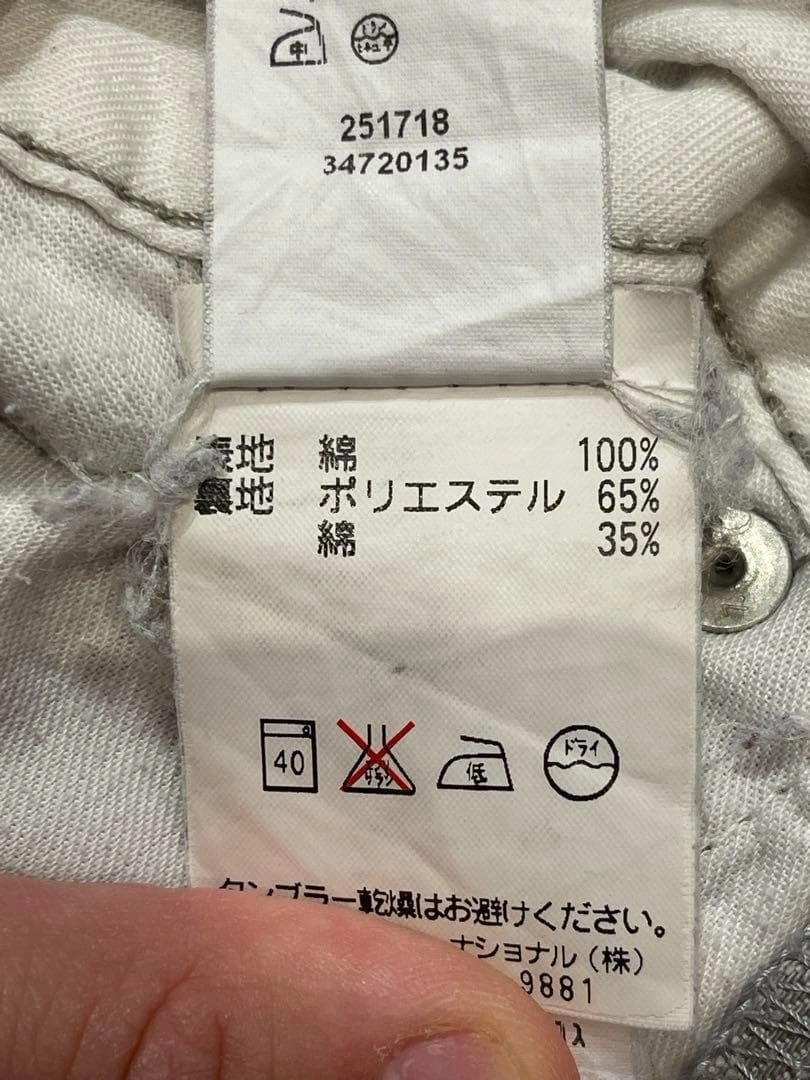 中
251718
34720135
表地 綿 100%
裏地 ポリエステル 65%
綿 35%
40 低 ドライ
タンブラー乾燥はお避けください。
ナショナル(株)
9881